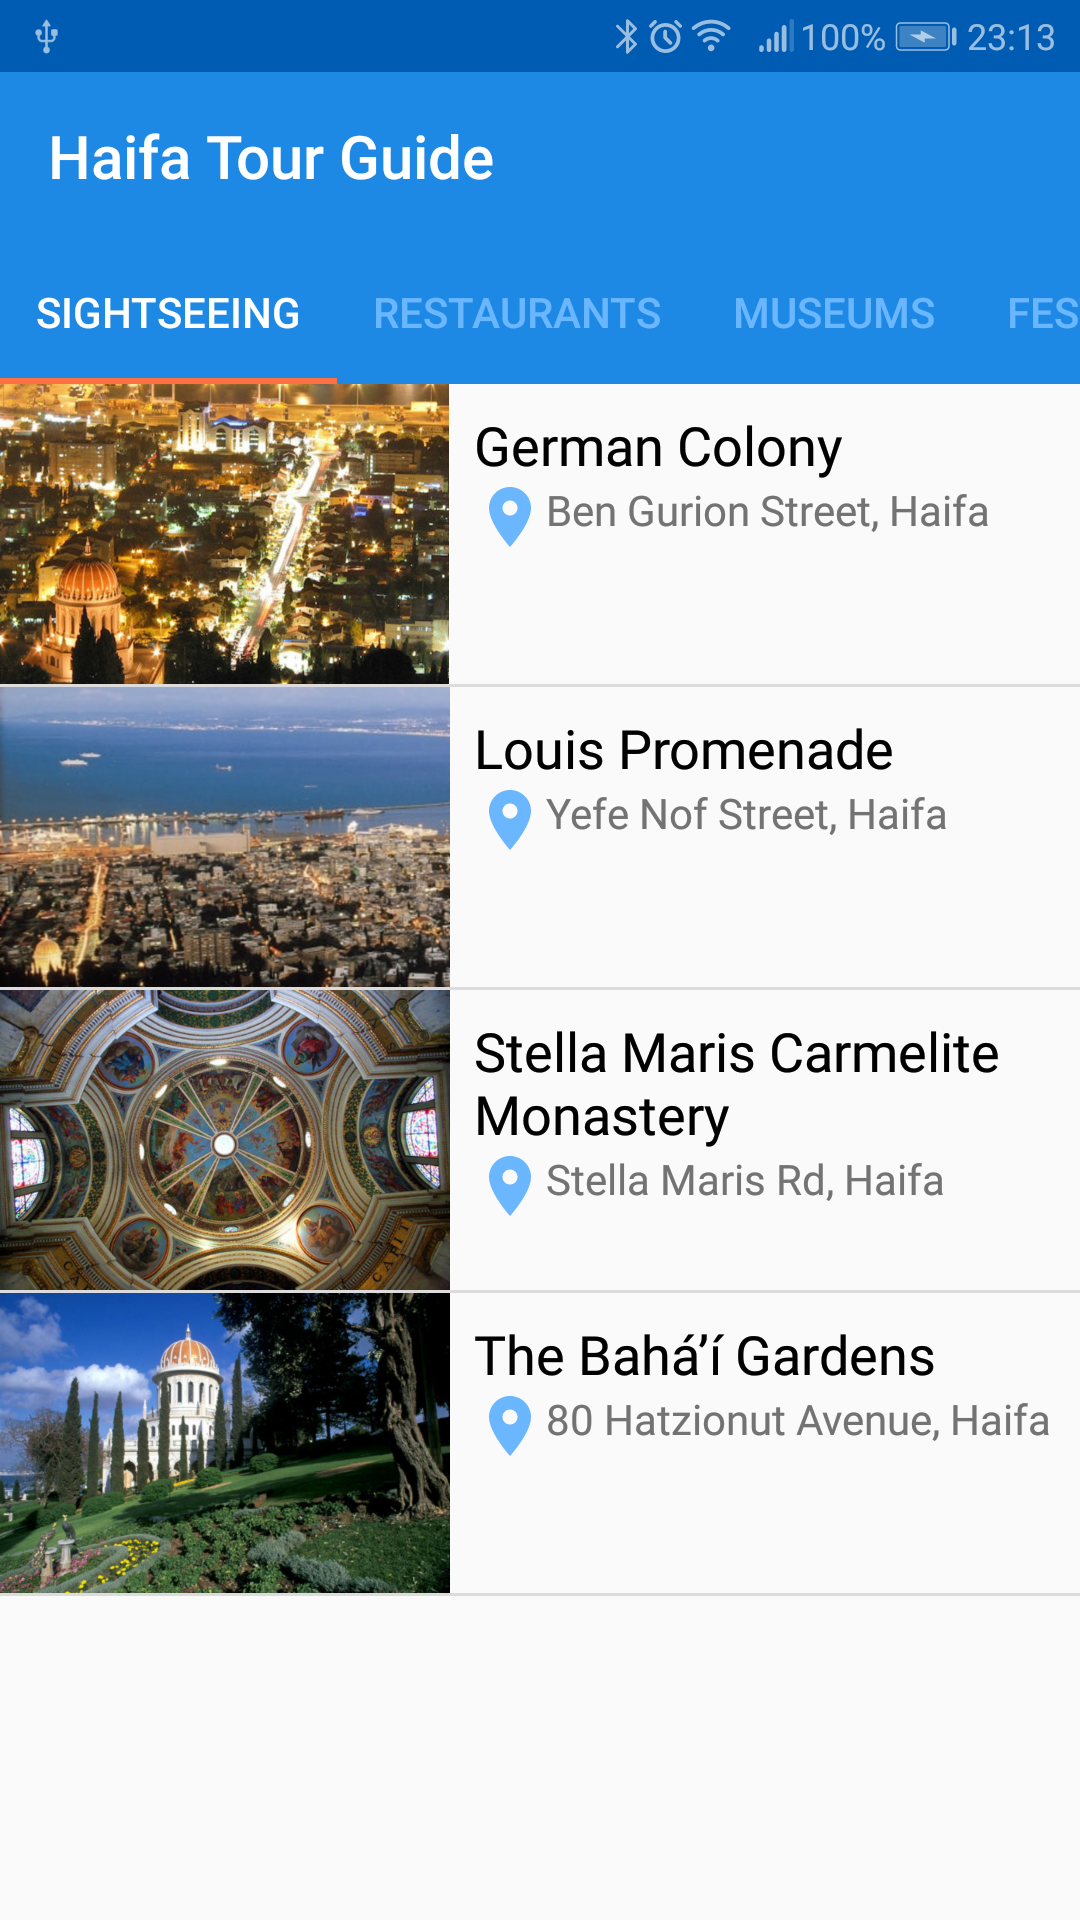 100% 23:13
Haifa Tour Guide
SIGHTSEEING RESTAURANTS MUSEUMS FES
German Colony
Ben Gurion Street, Haifa
Louis Promenade
Yefe Nof Street, Haifa
Stella Maris Carmelite
Monastery
Stella Maris Rd, Haifa
The Bahá’í Gardens
80 Hatzionut Avenue, Haifa